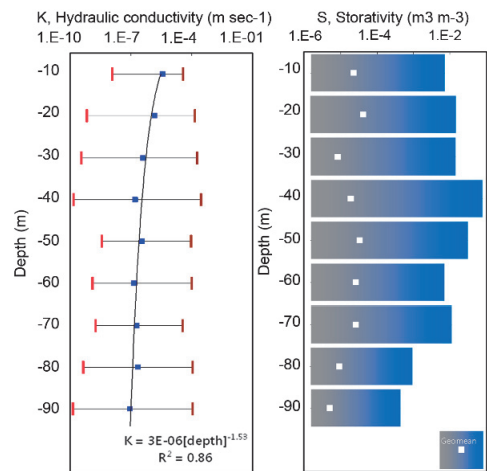 K, Hydraulic conductivity (m sec-1)
1.E-10 1.E-7 1.E-4 1.E-01
Depth (m)
-10
-20
-30
-40
-50
-60
-70
-80
-90
K = 3E-06[depth]^-1.53
R² = 0.86
S, Storativity (m3 m-3)
1.E-6 1.E-4 1.E-2
Depth (m)
-10
-20
-30
-40
-50
-60
-70
-80
-90
Geomean